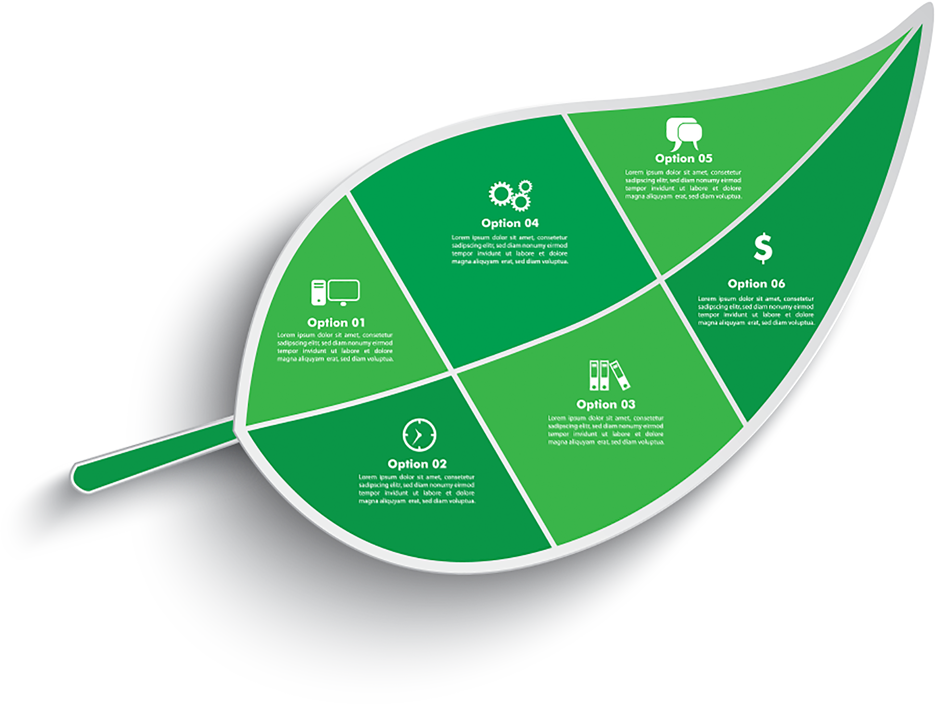 Option 01
Lorem ipsum dolor sit amet, consetetur
sadipscing elitr, sed diam nonumy eirmod
tempor invidunt ut labore et dolore
magna aliquyam erat, sed diam voluptua.
Option 02
Lorem ipsum dolor sit amet, consetetur
sadipscing elitr, sed diam nonumy eirmod
tempor invidunt ut labore et dolore
magna aliquyam erat, sed diam voluptua.
Option 03
Lorem ipsum dolor sit amet, consetetur
sadipscing elitr, sed diam nonumy eirmod
tempor invidunt ut labore et dolore
magna aliquyam erat, sed diam voluptua.
Option 04
Lorem ipsum dolor sit amet, consetetur
sadipscing elitr, sed diam nonumy eirmod
tempor invidunt ut labore et dolore
magna aliquyam erat, sed diam voluptua.
Option 05
Lorem ipsum dolor sit amet, consetetur
sadipscing elitr, sed diam nonumy eirmod
tempor invidunt ut labore et dolore
magna aliquyam erat, sed diam voluptua.
$
Option 06
Lorem ipsum dolor sit amet, consetetur
sadipscing elitr, sed diam nonumy eirmod
tempor invidunt ut labore et dolore
magna aliquyam erat, sed diam voluptua.